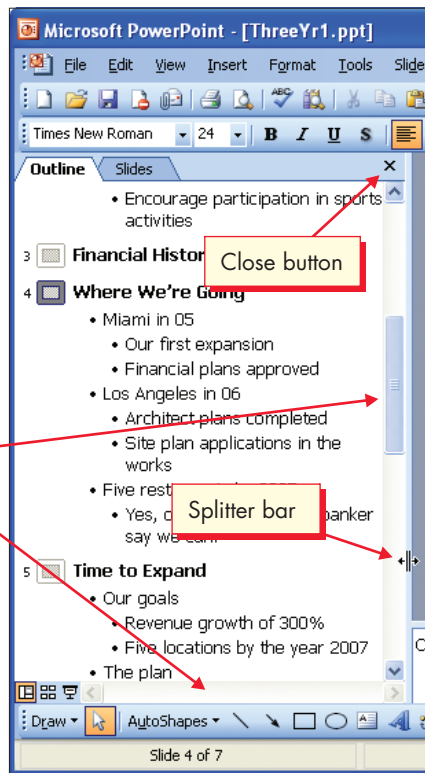 Microsoft PowerPoint - [ThreeYr1.ppt]
File Edit View Insert Format Tools Slide
ABC
Times New Roman 24 B I U S
Outline Slides
• Encourage participation in sports
activities
3 Financial Histor
Close button
4 Where We're Going
• Miami in 05
• Our first expansion
• Financial plans approved
• Los Angeles in 06
• Architect plans completed
• Site plan applications in the
works
• Five rest
Splitter bar
• Yes, banker
say we can!
5 Time to Expand
• Our goals
• Revenue growth of 300%
• Five locations by the year 2007
• The plan
Draw AutoShapes
Slide 4 of 7